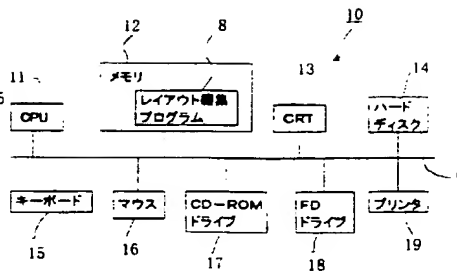 12
8
10
11
メモリ
13
14
レイアウト編集
プログラム
CPU
CRT
ハード
ディスク
キーボード
マウス
CD-ROM
ドライブ
FD
ドライブ
プリンタ
15
16
17
18
19